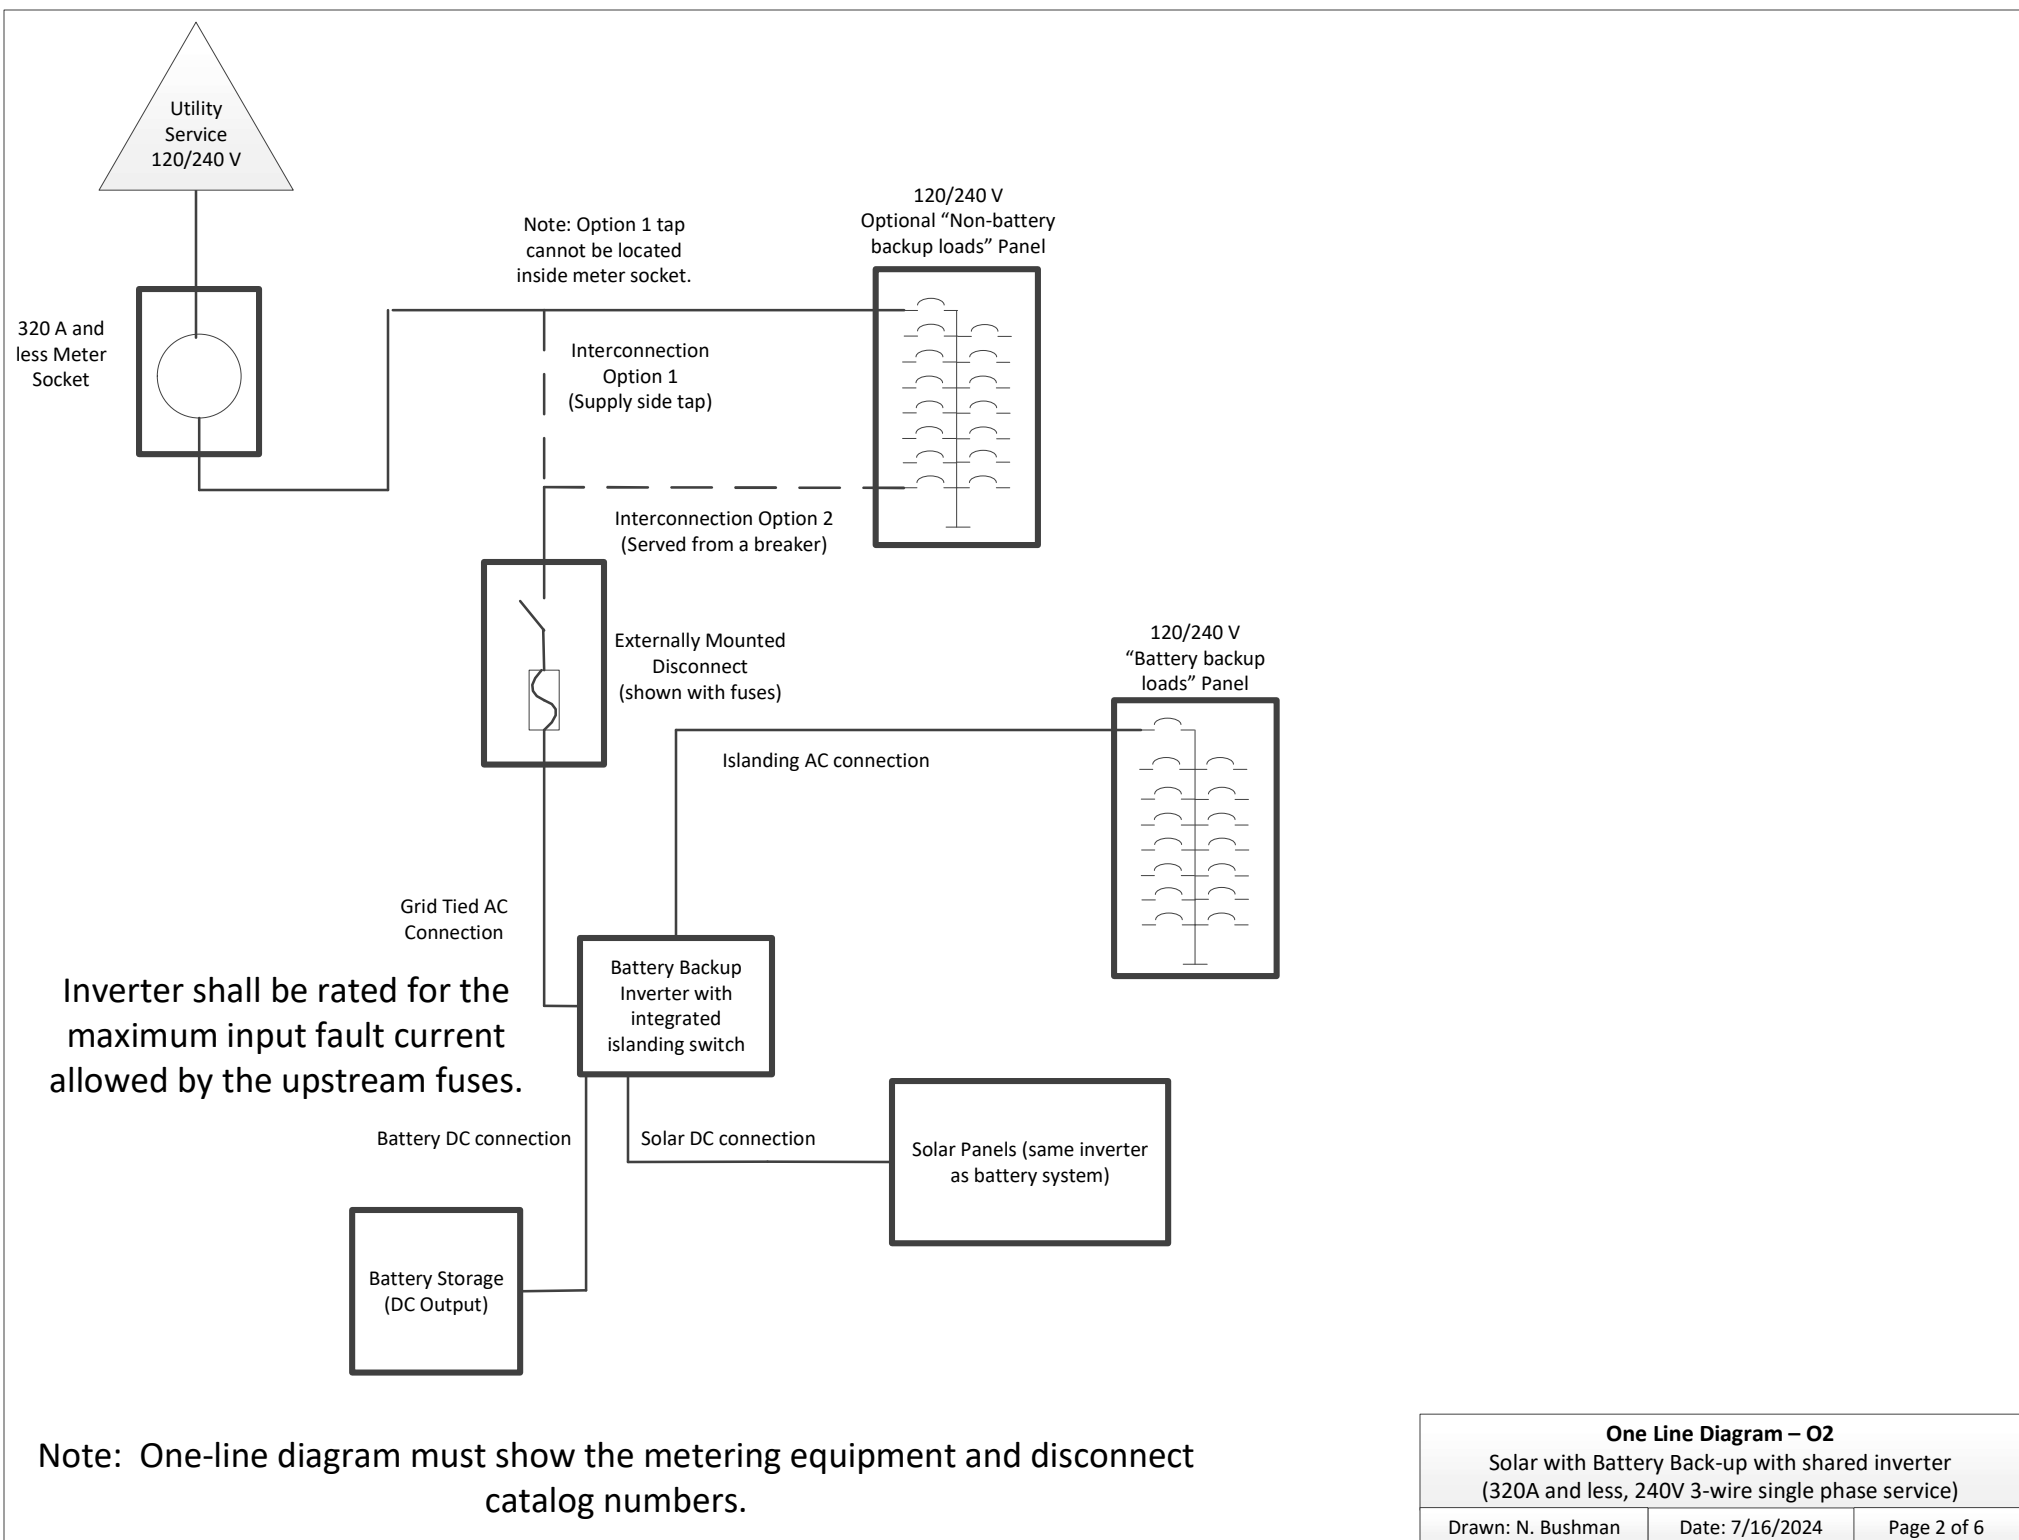 Utility
Service
120/240 V
120/240 V
Optional “Non-battery
backup loads” Panel
Note: Option 1 tap
cannot be located
inside meter socket.
320 A and
less Meter
Socket
Interconnection
Option 1
(Supply side tap)
Interconnection Option 2
(Served from a breaker)
Externally Mounted
Disconnect
(shown with fuses)
120/240 V
“Battery backup
loads” Panel
Islanding AC connection
Grid Tied AC
Connection
Battery Backup
Inverter with
integrated
islanding switch
Inverter shall be rated for the
maximum input fault current
allowed by the upstream fuses.
Battery DC connection
Solar DC connection
Solar Panels (same inverter
as battery system)
Battery Storage
(DC Output)
Note:  One-line diagram must show the metering equipment and disconnect
catalog numbers.
One Line Diagram – O2
Solar with Battery Back-up with shared inverter
(320A and less, 240V 3-wire single phase service)
Drawn: N. Bushman
Date: 7/16/2024
Page 2 of 6